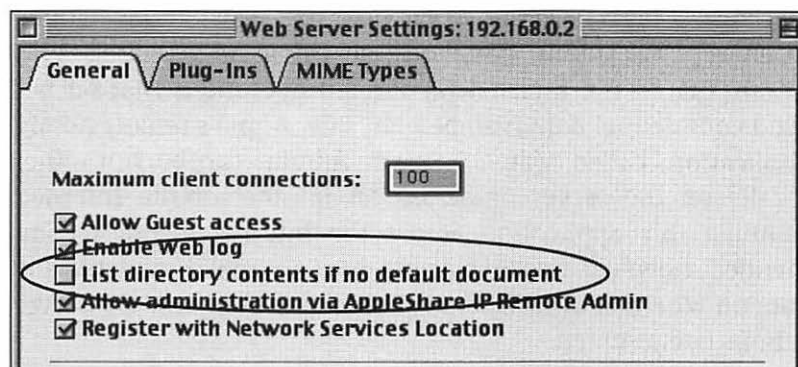 Web Server Settings: 192.168.0.2
General Plug-Ins MIME Types
Maximum client connections: 100
Allow Guest access
Enable Web log
List directory contents if no default document
Allow administration via AppleShare IP Remote Admin
Register with Network Services Location